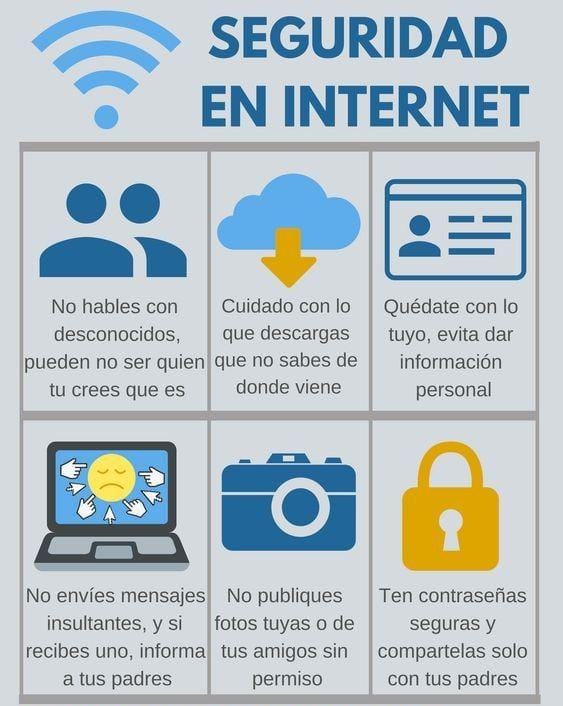 SEGURIDAD
EN INTERNET
No hables con
desconocidos,
pueden no ser quien
tu crees que es
Cuidado con lo
que descargas
que no sabes de
donde viene
Quédate con lo
tuyo, evita dar
información
personal
No envíes mensajes
insultantes, y si
recibes uno, informa
a tus padres
No publiques
fotos tuyas o de
tus amigos sin
permiso
Ten contraseñas
seguras y
compartelas solo
con tus padres